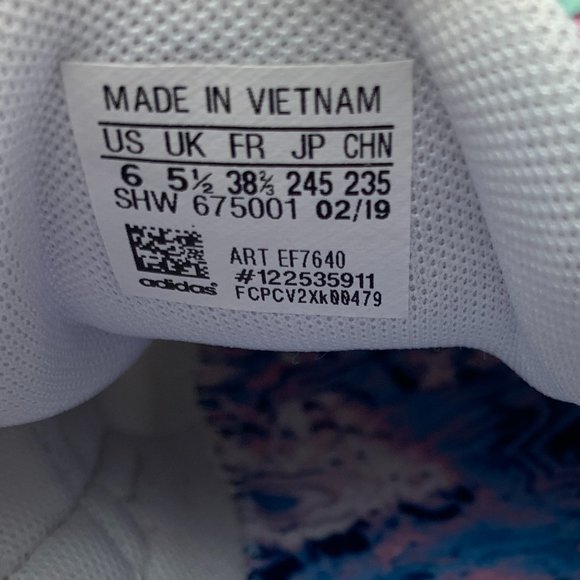 MADE IN VIETNAM
US UK FR JP CHN
6 5½ 38⅔ 245 235
SHW 675001 02/19
ART EF7640
#122535911
adidas
FCPCV2Xk00479